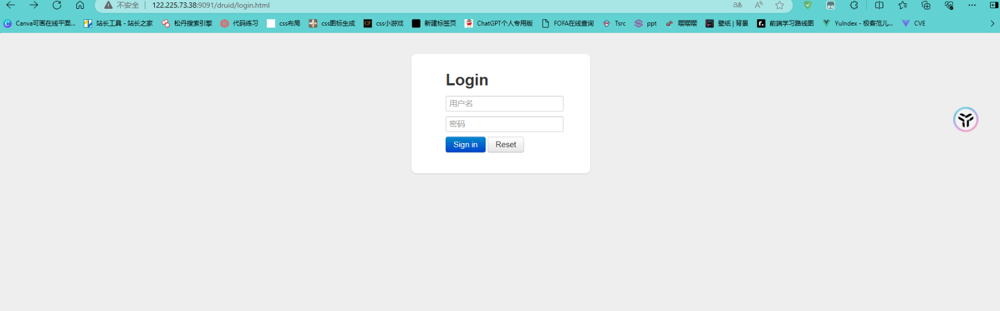 不安全 122.225.73.38:9091/druid/login.html
Canva可画在线平面... 站长工具 - 站长之家 松丹搜索引擎 代码练习 css布局 css图标生成 css小游戏 新建标签页 ChatGPT个人专用版 FOFA在线查询 Tsrc ppt 嘤嘤嘤 壁纸 | 背景 前端学习路线图 YuIndex - 极客范儿... CVE
Login
用户名
密码
Sign in Reset